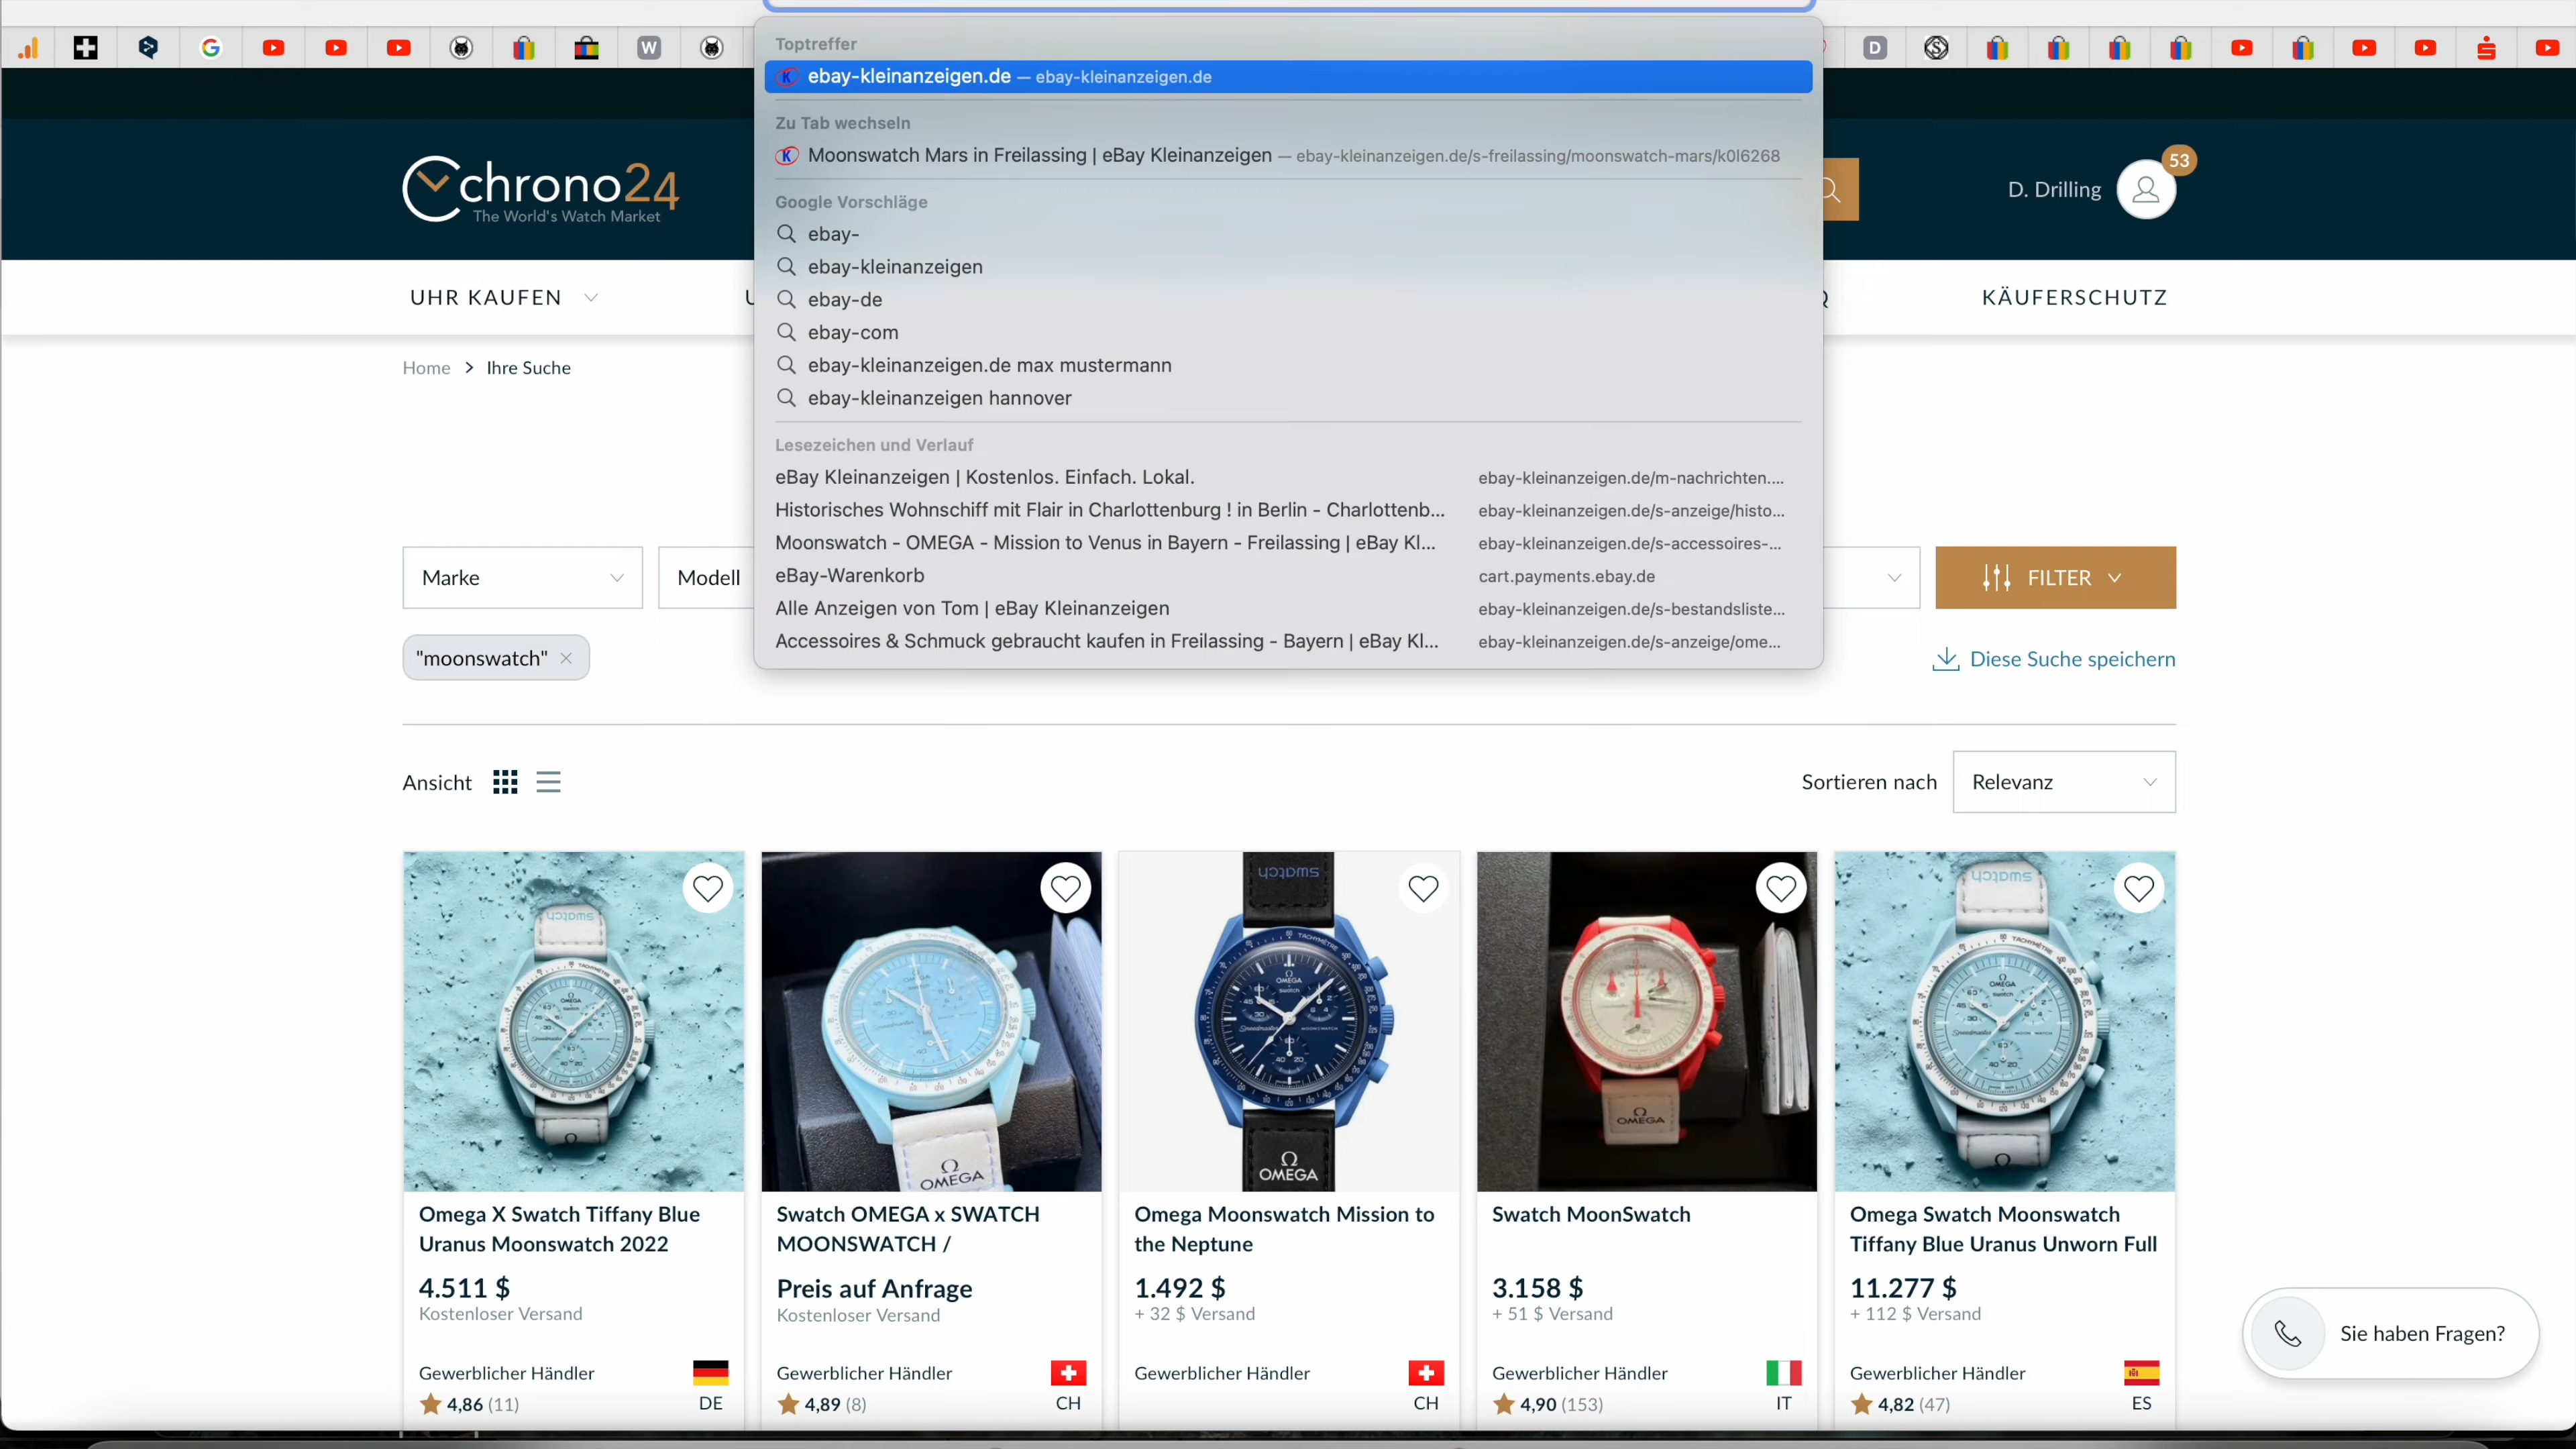 W
D
Toptreffer
ebay-kleinanzeigen.de — ebay-kleinanzeigen.de
Zu Tab wechseln
Moonswatch Mars in Freilassing | eBay Kleinanzeigen — ebay-kleinanzeigen.de/s-freilassing/moonswatch-mars/k0l6268
Google Vorschläge
ebay-
ebay-kleinanzeigen
ebay-de
ebay-com
ebay-kleinanzeigen.de max mustermann
ebay-kleinanzeigen hannover
Lesezeichen und Verlauf
eBay Kleinanzeigen | Kostenlos. Einfach. Lokal. ebay-kleinanzeigen.de/m-nachrichten....
Historisches Wohnschiff mit Flair in Charlottenburg ! in Berlin - Charlottenb... ebay-kleinanzeigen.de/s-anzeige/histo...
Moonswatch - OMEGA - Mission to Venus in Bayern - Freilassing | eBay Kl... ebay-kleinanzeigen.de/s-accessoires-...
eBay-Warenkorb cart.payments.ebay.de
Alle Anzeigen von Tom | eBay Kleinanzeigen ebay-kleinanzeigen.de/s-bestandsliste...
Accessoires & Schmuck gebraucht kaufen in Freilassing - Bayern | eBay Kl... ebay-kleinanzeigen.de/s-anzeige/ome...
chrono24
The World's Watch Market
D. Drilling 53
UHR KAUFEN
KÄUFERSCHUTZ
Home > Ihre Suche
Marke
Modell
FILTER
"moonswatch"
Diese Suche speichern
Ansicht
Sortieren nach Relevanz
swatch
OMEGA
OMEGA
swatch
OMEGA
OMEGA
swatch
OMEGA
Omega X Swatch Tiffany Blue
Uranus Moonswatch 2022
4.511 $
Kostenloser Versand
Gewerblicher Händler
4,86 (11)
DE
Swatch OMEGA x SWATCH
MOONSWATCH /
Preis auf Anfrage
Kostenloser Versand
Gewerblicher Händler
4,89 (8)
CH
Omega Moonswatch Mission to
the Neptune
1.492 $
+ 32 $ Versand
Gewerblicher Händler
CH
Swatch MoonSwatch
3.158 $
+ 51 $ Versand
Gewerblicher Händler
4,90 (153)
IT
Omega Swatch Moonswatch
Tiffany Blue Uranus Unworn Full
11.277 $
+ 112 $ Versand
Gewerblicher Händler
4,82 (47)
ES
Sie haben Fragen?